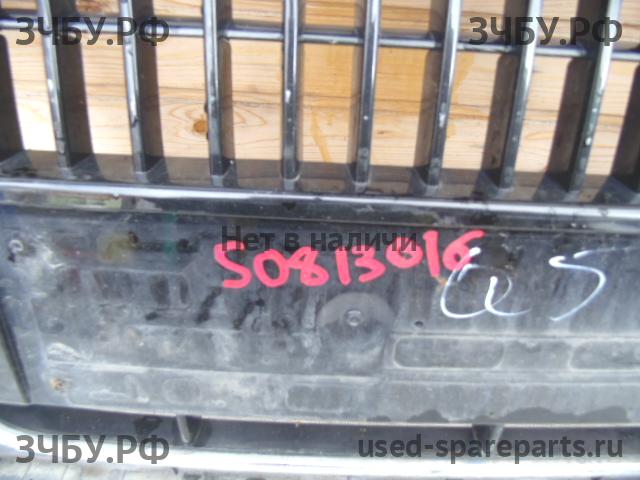 ЗЧБУ.РФ ЗЧБУ.РФ
Нет в наличии
S0813016
Q5
ЗЧБУ.РФ used-spareparts.ru